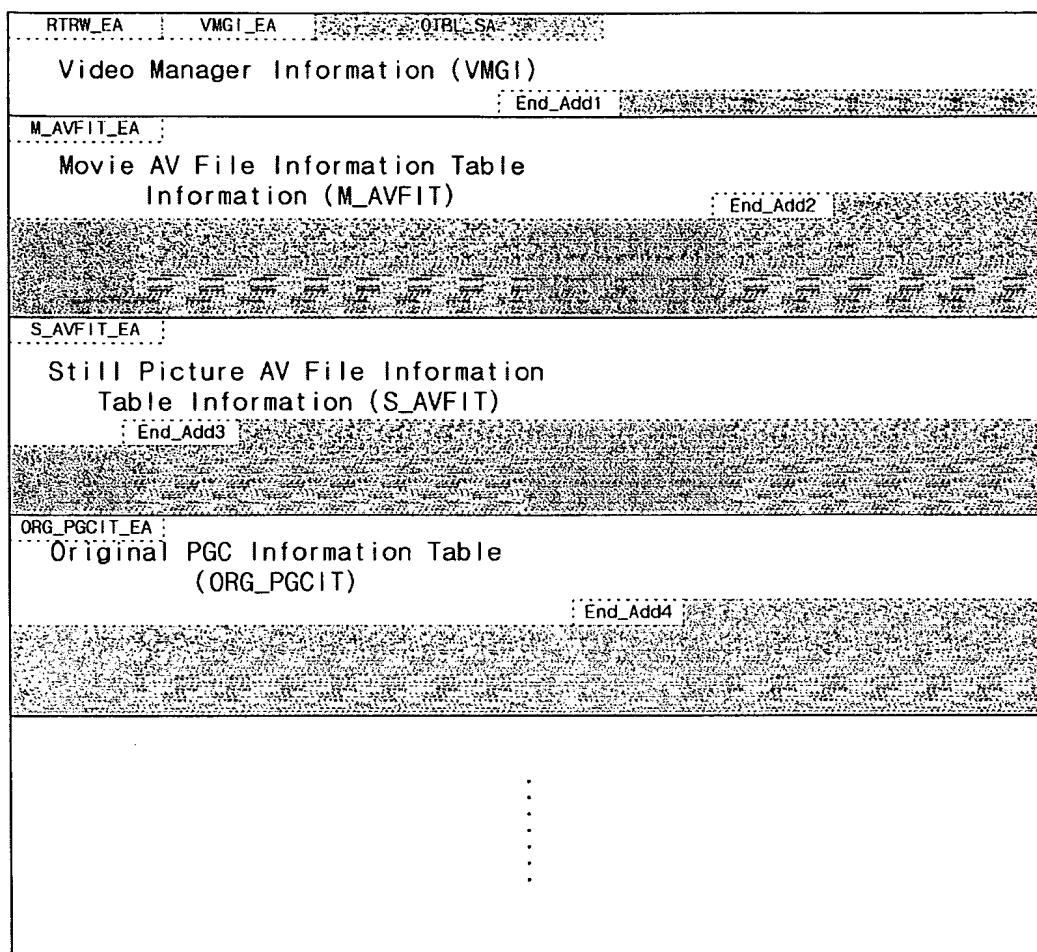 RTRW_EA VMGI_EA OTBL_SA
Video Manager Information (VMGI)
End_Add1
M_AVFIT_EA
Movie AV File Information Table
Information (M_AVFIT)
End_Add2
S_AVFIT_EA
Still Picture AV File Information
Table Information (S_AVFIT)
End_Add3
ORG_PGCIT_EA
Original PGC Information Table
(ORG_PGCIT)
End_Add4